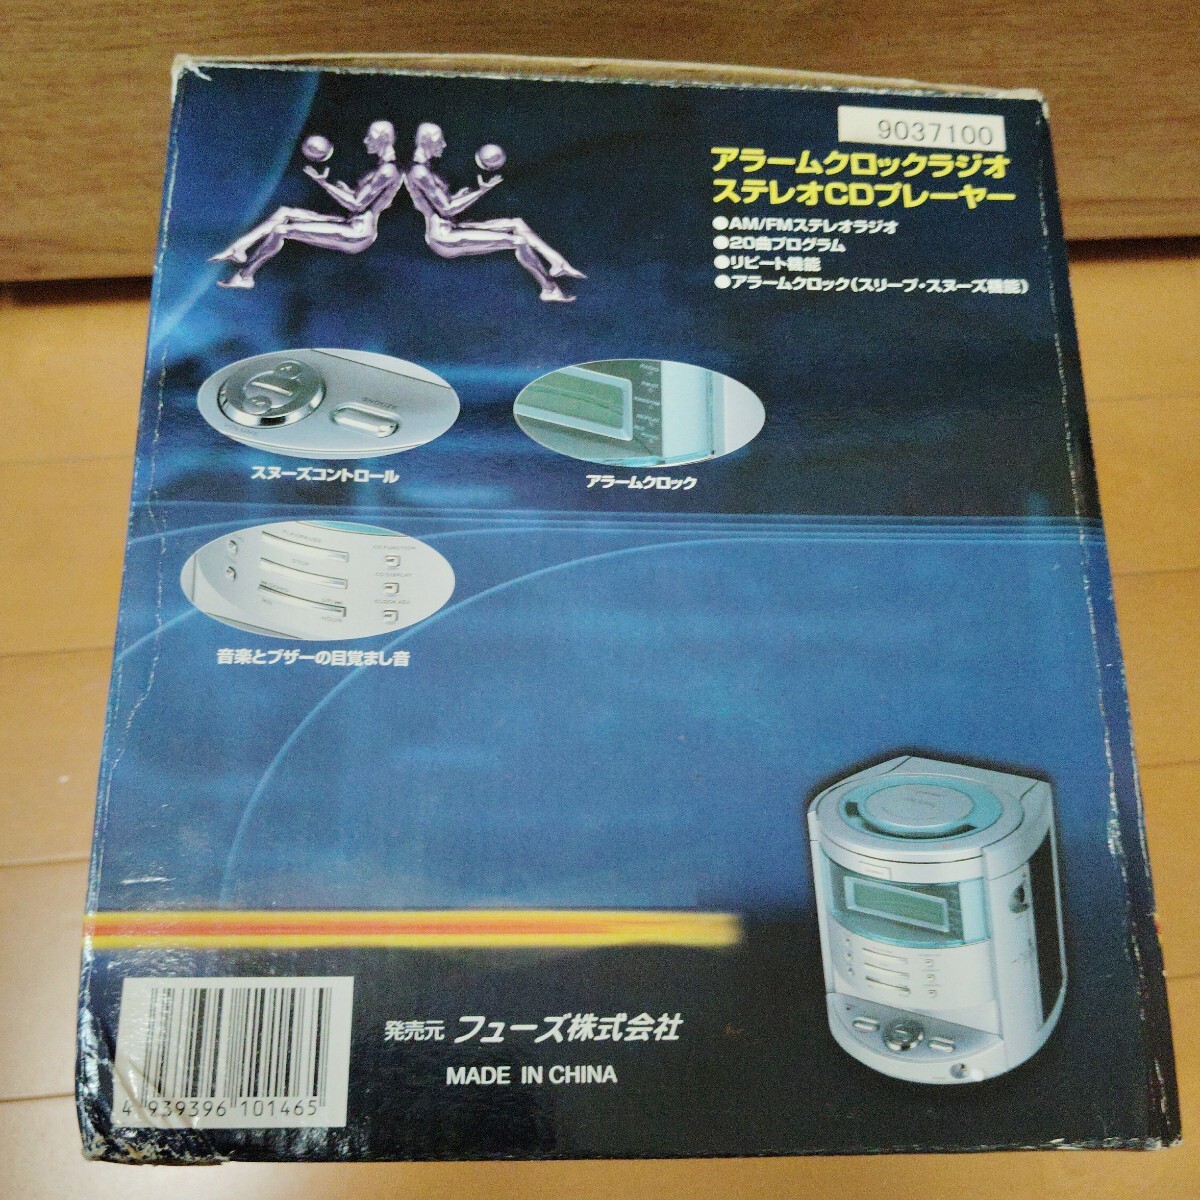 9037100
アラームクロックラジオ
ステレオCDプレーヤー
●AM/FMステレオラジオ
●20曲プログラム
●リピート機能
●アラームクロック(スリープ・スヌーズ機能)
SNOOZE
スヌーズコントロール
アラームクロック
STOP
CD DISPLAY
HOUR
音楽とブザーの目覚まし音
発売元 フューズ株式会社
MADE IN CHINA
4 939396 101465